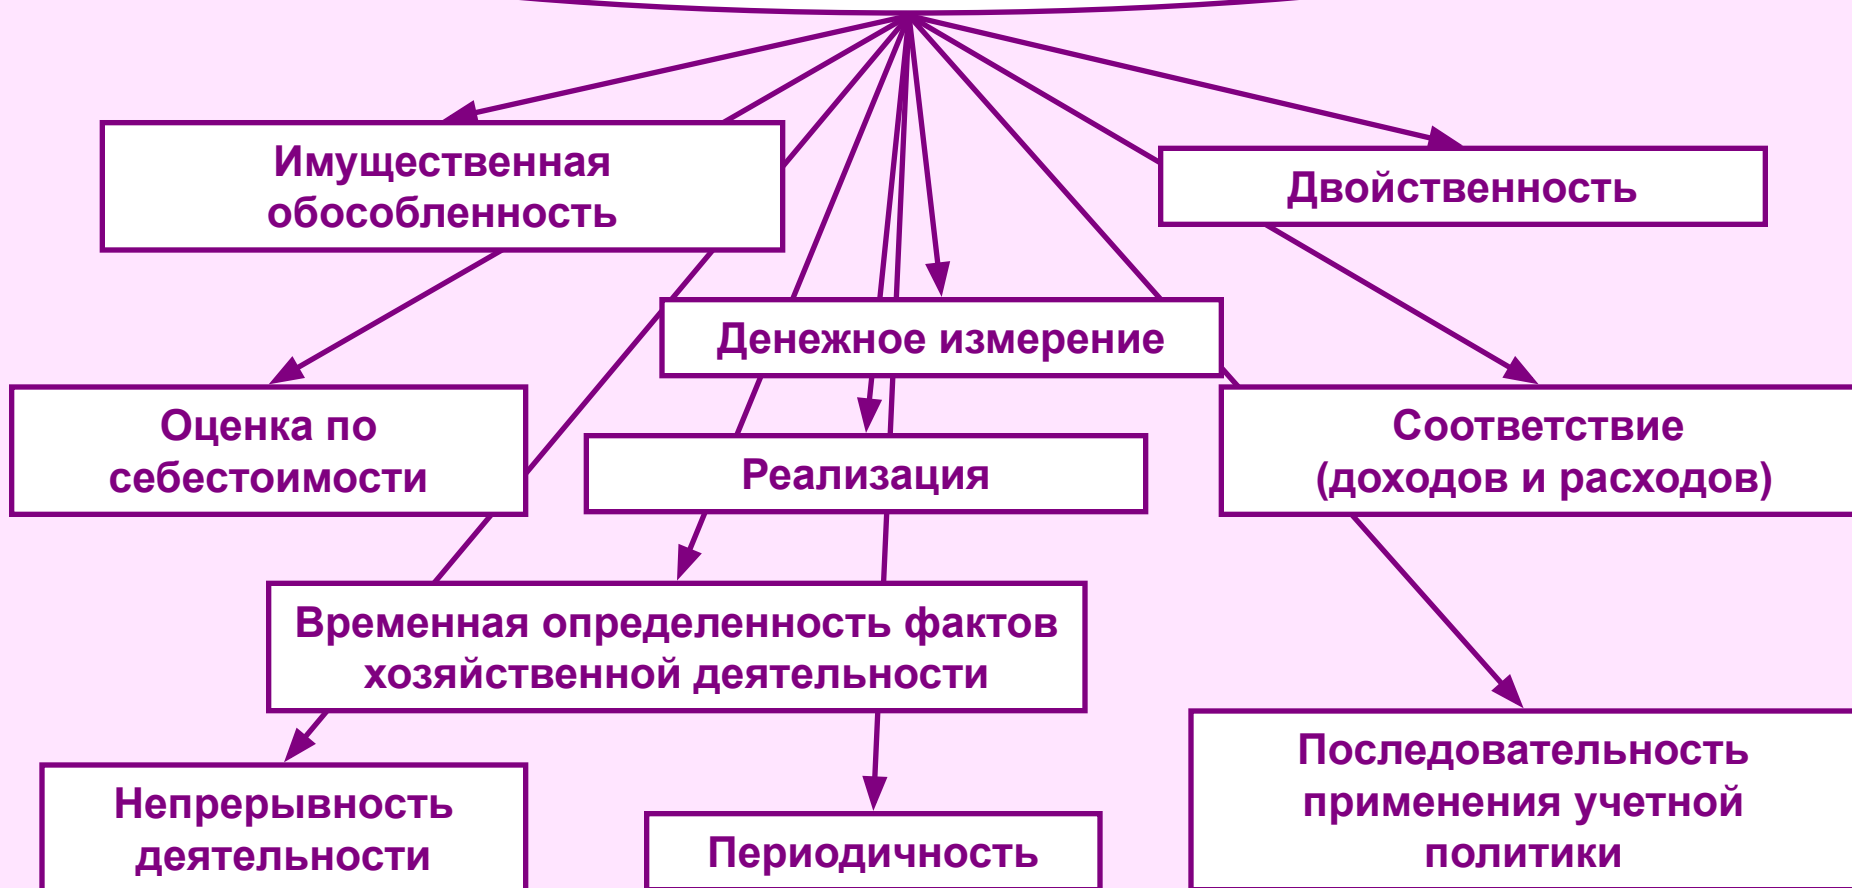 Имущественная
обособленность
Двойственность
Денежное измерение
Оценка по
себестоимости
Реализация
Соответствие
(доходов и расходов)
Временная определенность фактов
хозяйственной деятельности
Непрерывность
деятельности
Периодичность
Последовательность
применения учетной
политики